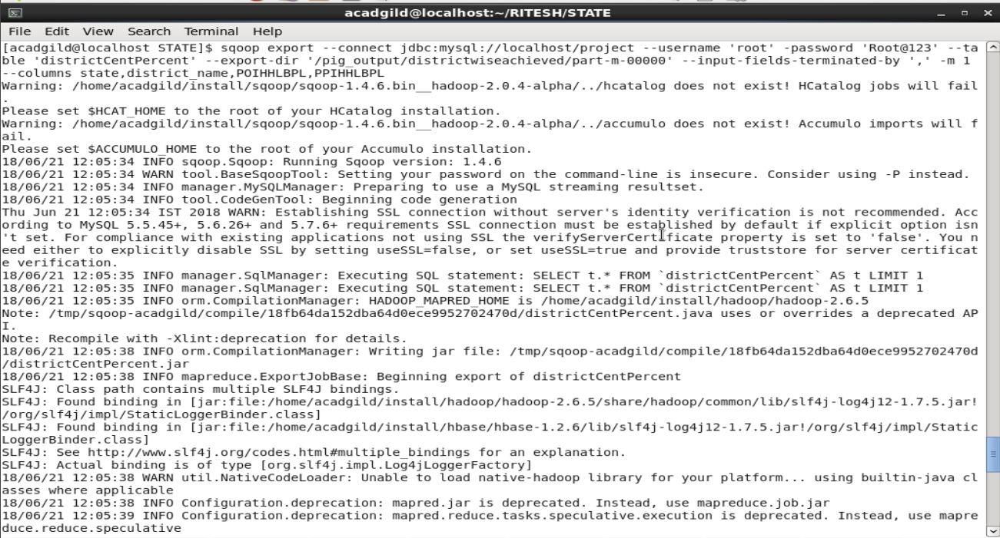 acadgild@localhost:~/RITESH/STATE
File Edit View Search Terminal Help
[acadgild@localhost STATE]$ sqoop export --connect jdbc:mysql://localhost/project --username 'root' -password 'Root@123' --ta
ble 'districtCentPercent' --export-dir '/pig_output/districtwiseachieved/part-m-00000' --input-fields-terminated-by ',' -m 1
--columns state,district_name,POIHHLBPL,PPIHHLBPL
Warning: /home/acadgild/install/sqoop/sqoop-1.4.6.bin__hadoop-2.0.4-alpha/../hcatalog does not exist! HCatalog jobs will fail
.
Please set $HCAT_HOME to the root of your HCatalog installation.
Warning: /home/acadgild/install/sqoop/sqoop-1.4.6.bin__hadoop-2.0.4-alpha/../accumulo does not exist! Accumulo imports will f
ail.
Please set $ACCUMULO_HOME to the root of your Accumulo installation.
18/06/21 12:05:34 INFO sqoop.Sqoop: Running Sqoop version: 1.4.6
18/06/21 12:05:34 WARN tool.BaseSqoopTool: Setting your password on the command-line is insecure. Consider using -P instead.
18/06/21 12:05:34 INFO manager.MySQLManager: Preparing to use a MySQL streaming resultset.
18/06/21 12:05:34 INFO tool.CodeGenTool: Beginning code generation
Thu Jun 21 12:05:34 IST 2018 WARN: Establishing SSL connection without server's identity verification is not recommended. Acc
ording to MySQL 5.5.45+, 5.6.26+ and 5.7.6+ requirements SSL connection must be established by default if explicit option isn
't set. For compliance with existing applications not using SSL the verifyServerCertificate property is set to 'false'. You n
eed either to explicitly disable SSL by setting useSSL=false, or set useSSL=true and provide truststore for server certificat
e verification.
18/06/21 12:05:35 INFO manager.SqlManager: Executing SQL statement: SELECT t.* FROM `districtCentPercent` AS t LIMIT 1
18/06/21 12:05:35 INFO manager.SqlManager: Executing SQL statement: SELECT t.* FROM `districtCentPercent` AS t LIMIT 1
18/06/21 12:05:35 INFO orm.CompilationManager: HADOOP_MAPRED_HOME is /home/acadgild/install/hadoop/hadoop-2.6.5
Note: /tmp/sqoop-acadgild/compile/18fb64da152dba64d0ece9952702470d/districtCentPercent.java uses or overrides a deprecated AP
I.
Note: Recompile with -Xlint:deprecation for details.
18/06/21 12:05:38 INFO orm.CompilationManager: Writing jar file: /tmp/sqoop-acadgild/compile/18fb64da152dba64d0ece9952702470d
/districtCentPercent.jar
18/06/21 12:05:38 INFO mapreduce.ExportJobBase: Beginning export of districtCentPercent
SLF4J: Class path contains multiple SLF4J bindings.
SLF4J: Found binding in [jar:file:/home/acadgild/install/hadoop/hadoop-2.6.5/share/hadoop/common/lib/slf4j-log4j12-1.7.5.jar!
/org/slf4j/impl/StaticLoggerBinder.class]
SLF4J: Found binding in [jar:file:/home/acadgild/install/hbase/hbase-1.2.6/lib/slf4j-log4j12-1.7.5.jar!/org/slf4j/impl/Static
LoggerBinder.class]
SLF4J: See http://www.slf4j.org/codes.html#multiple_bindings for an explanation.
SLF4J: Actual binding is of type [org.slf4j.impl.Log4jLoggerFactory]
18/06/21 12:05:38 WARN util.NativeCodeLoader: Unable to load native-hadoop library for your platform... using builtin-java cl
asses where applicable
18/06/21 12:05:38 INFO Configuration.deprecation: mapred.jar is deprecated. Instead, use mapreduce.job.jar
18/06/21 12:05:39 INFO Configuration.deprecation: mapred.reduce.tasks.speculative.execution is deprecated. Instead, use mapre
duce.reduce.speculative